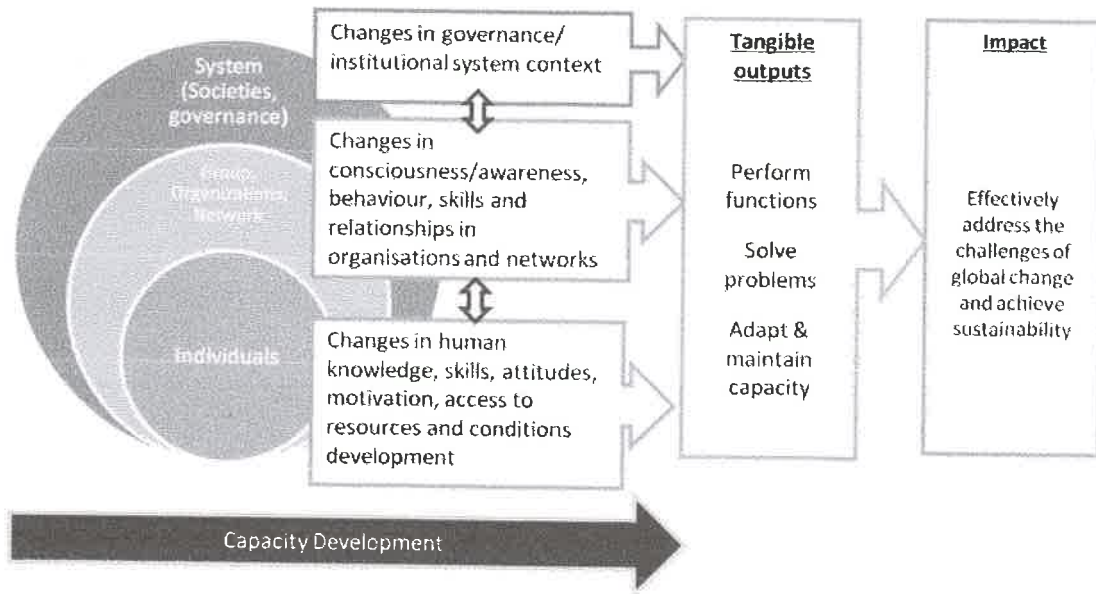 System
(Societies,
governance)
Group,
Organizations,
Network
Individuals
Changes in governance/
institutional system context
Changes in
consciousness/awareness,
behaviour, skills and
relationships in
organisations and networks
Changes in human
knowledge, skills, attitudes,
motivation, access to
resources and conditions
development
Tangible
outputs
Perform
functions
Solve
problems
Adapt &
maintain
capacity
Impact
Effectively
address the
challenges of
global change
and achieve
sustainability
Capacity Development